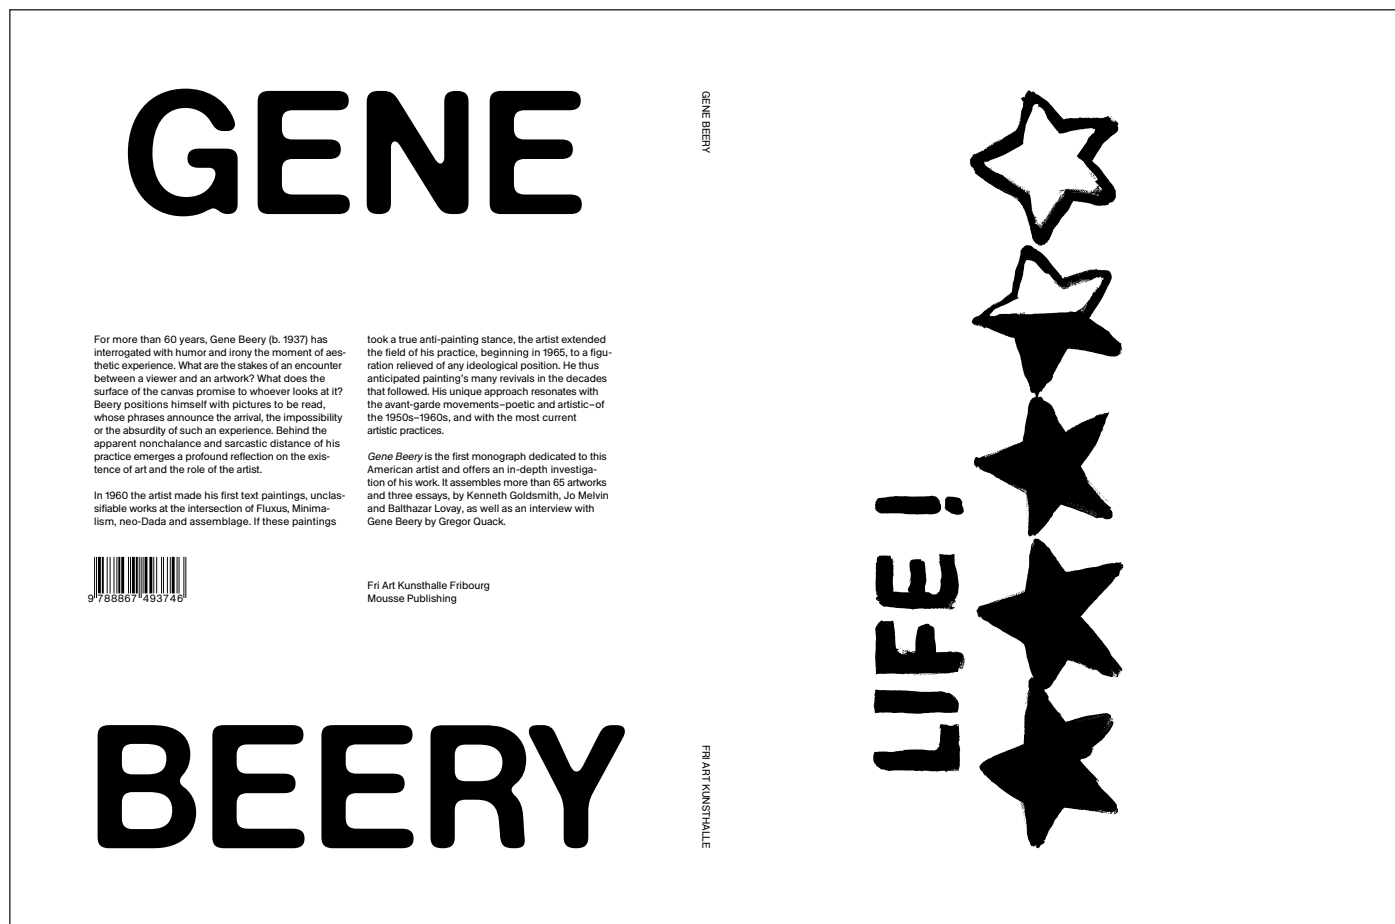 GENE
For more than 60 years, Gene Beery (b. 1937) has
interrogated with humor and irony the moment of aes-
thetic experience. What are the stakes of an encounter
between a viewer and an artwork? What does the
surface of the canvas promise to whoever looks at it?
Beery positions himself with pictures to be read,
whose phrases announce the arrival, the impossibility
or the absurdity of such an experience. Behind the
apparent nonchalance and sarcastic distance of his
practice emerges a profound reflection on the exis-
tence of art and the role of the artist.
In 1960 the artist made his first text paintings, unclas-
sifiable works at the intersection of Fluxus, Minima-
lism, neo-Dada and assemblage. If these paintings
took a true anti-painting stance, the artist extended
the field of his practice, beginning in 1965, to a figu-
ration relieved of any ideological position. He thus
anticipated painting's many revivals in the decades
that followed. His unique approach resonates with
the avant-garde movements–poetic and artistic–of
the 1950s–1960s, and with the most current
artistic practices.
Gene Beery is the first monograph dedicated to this
American artist and offers an in-depth investiga-
tion of his work. It assembles more than 65 artworks
and three essays, by Kenneth Goldsmith, Jo Melvin
and Balthazar Lovay, as well as an interview with
Gene Beery by Gregor Quack.
9 788867 493746
Fri Art Kunsthalle Fribourg
Mousse Publishing
BEERY
GENE BEERY
FRI ART KUNSTHALLE
LIFE!